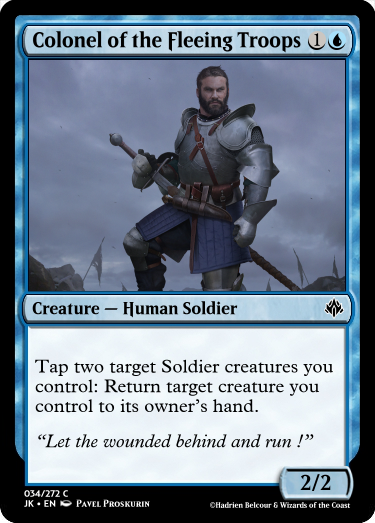 Colonel of the Fleeing Troops 1
Creature — Human Soldier
Tap two target Soldier creatures you
control: Return target creature you
control to its owner's hand.
“Let the wounded behind and run !”
2/2
034/272 C
JK • EN Pavel Proskurin
©Hadrien Belcour & Wizards of the Coast